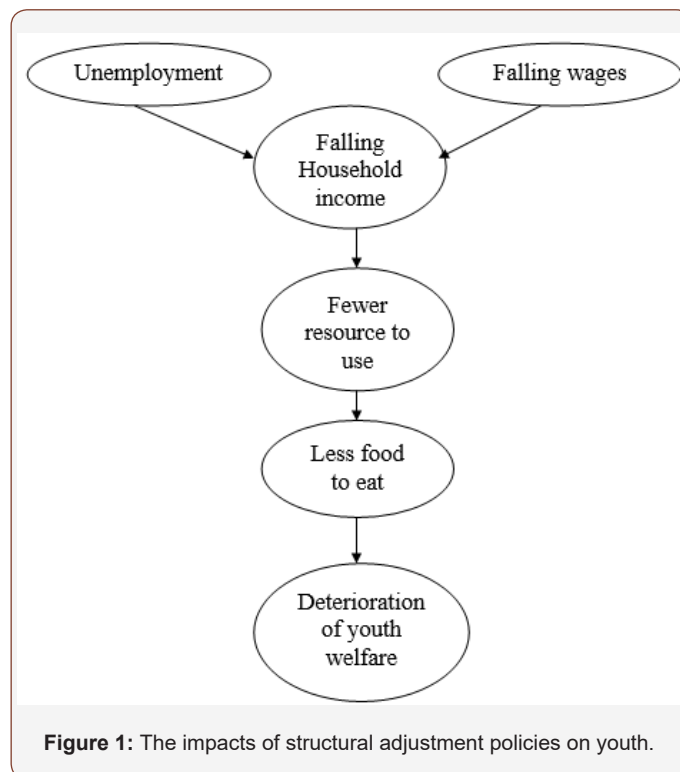 Unemployment
Falling wages
Falling
Household
income
Fewer
resource to
use
Less food
to eat
Deterioration
of youth
welfare
Figure 1: The impacts of structural adjustment policies on youth.